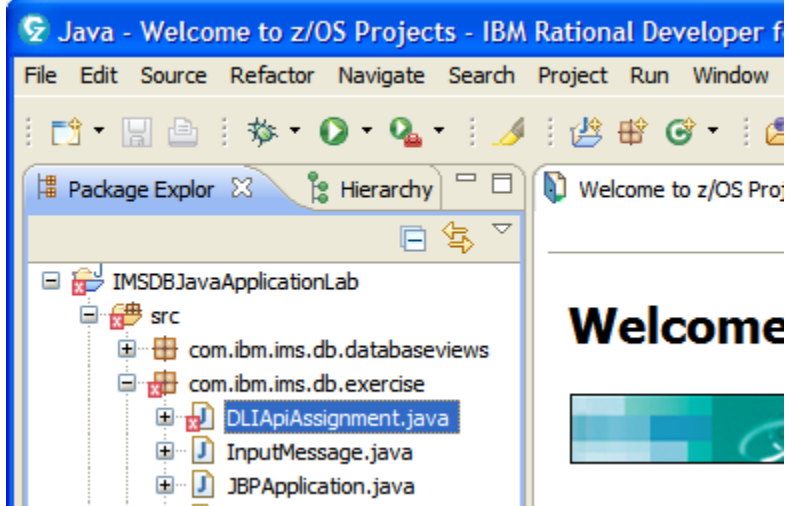 Java - Welcome to z/OS Projects - IBM Rational Developer
File Edit Source Refactor Navigate Search Project Run Window
Package Explor Hierarchy Welcome to z/OS
IMSDBJavaApplicationLab
src
Welcome
com.ibm.ims.db.databaseviews
com.ibm.ims.db.exercise
DLIApiAssignment.java
InputMessage.java
JBPApplication.java